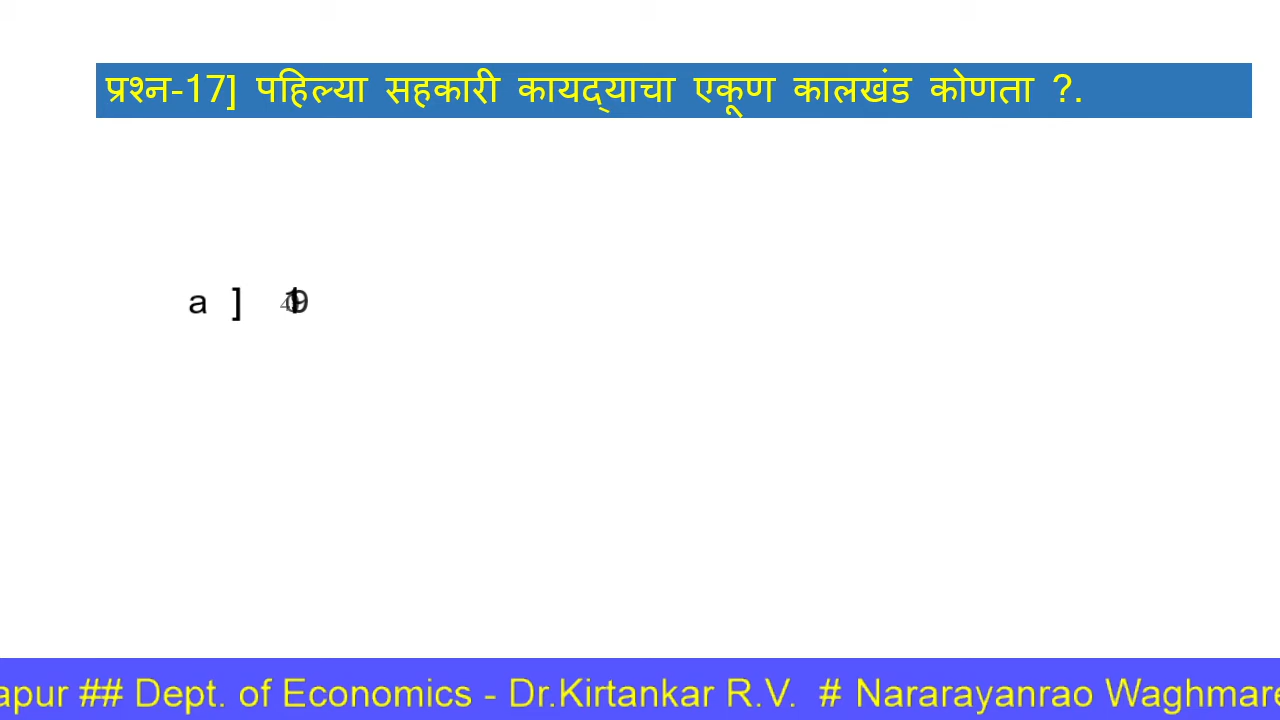 प्रश्न-17] पहिल्या सहकारी कायद्याचा एकूण कालखंड कोणता ?.
a ]
apur ## Dept. of Economics - Dr.Kirtankar R.V. # Nararayanrao Waghmare